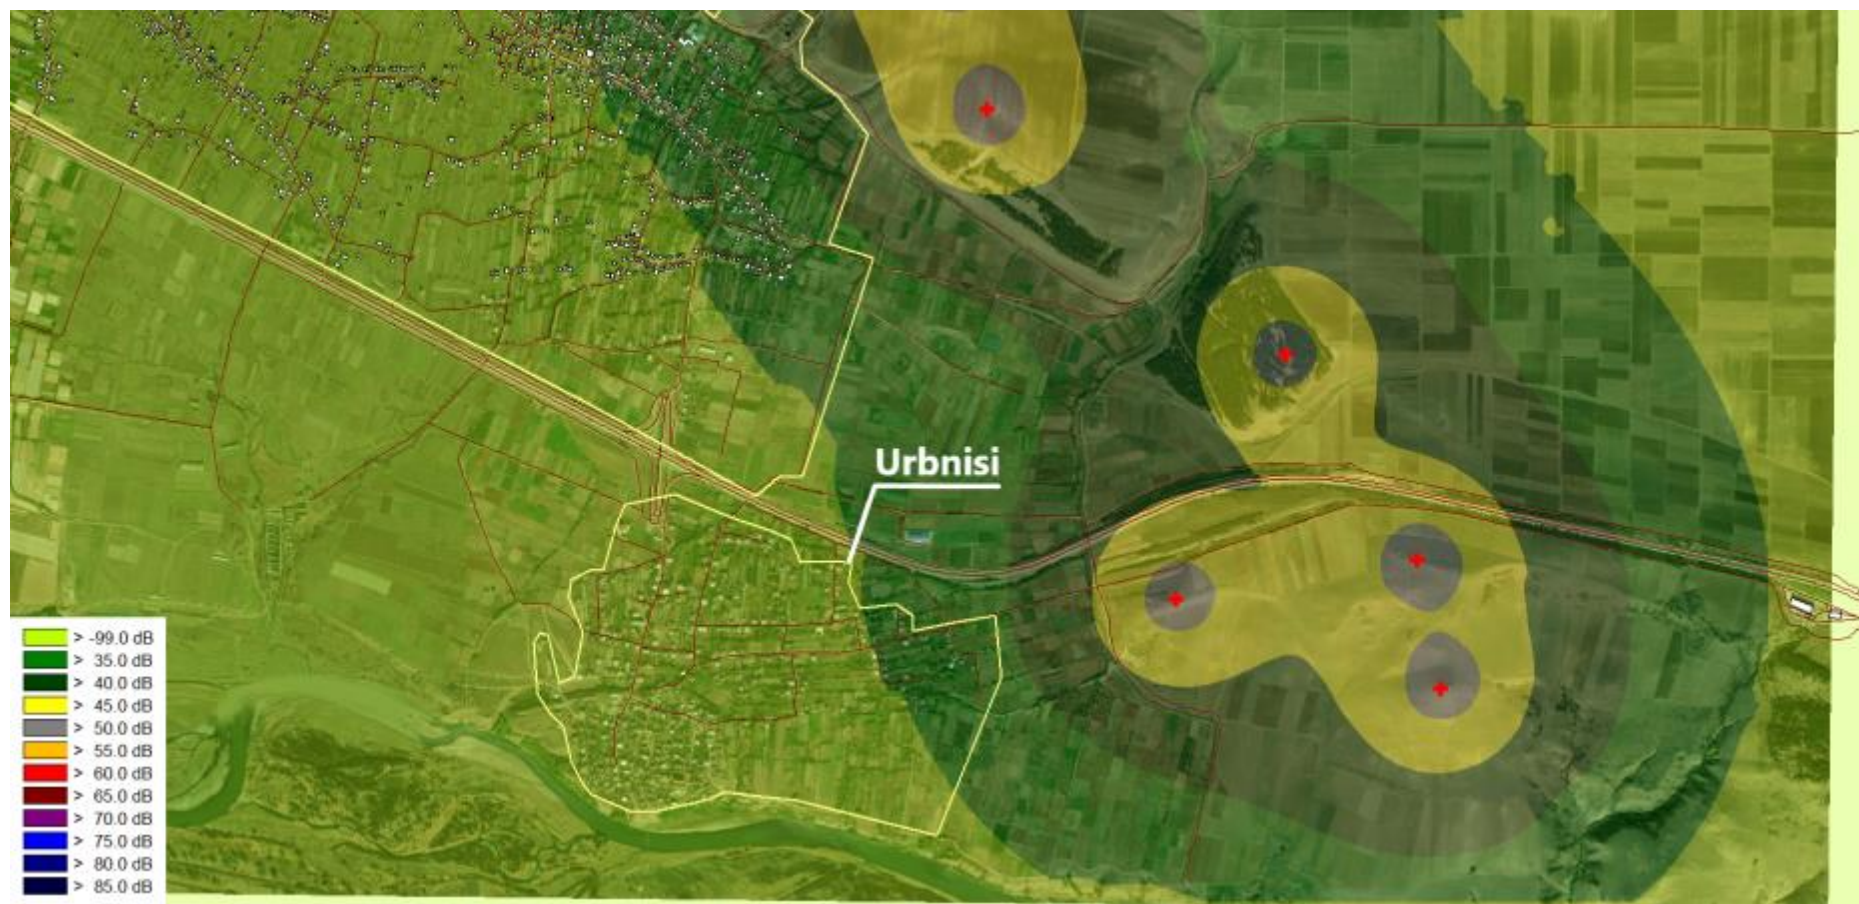 Urbnisi
> -99.0 dB
> 35.0 dB
> 40.0 dB
> 45.0 dB
> 50.0 dB
> 55.0 dB
> 60.0 dB
> 65.0 dB
> 70.0 dB
> 75.0 dB
> 80.0 dB
> 85.0 dB